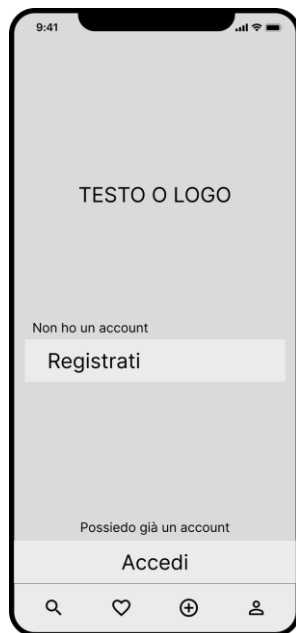 9:41
TESTO O LOGO
Non ho un account
Registrati
Possiedo già un account
Accedi